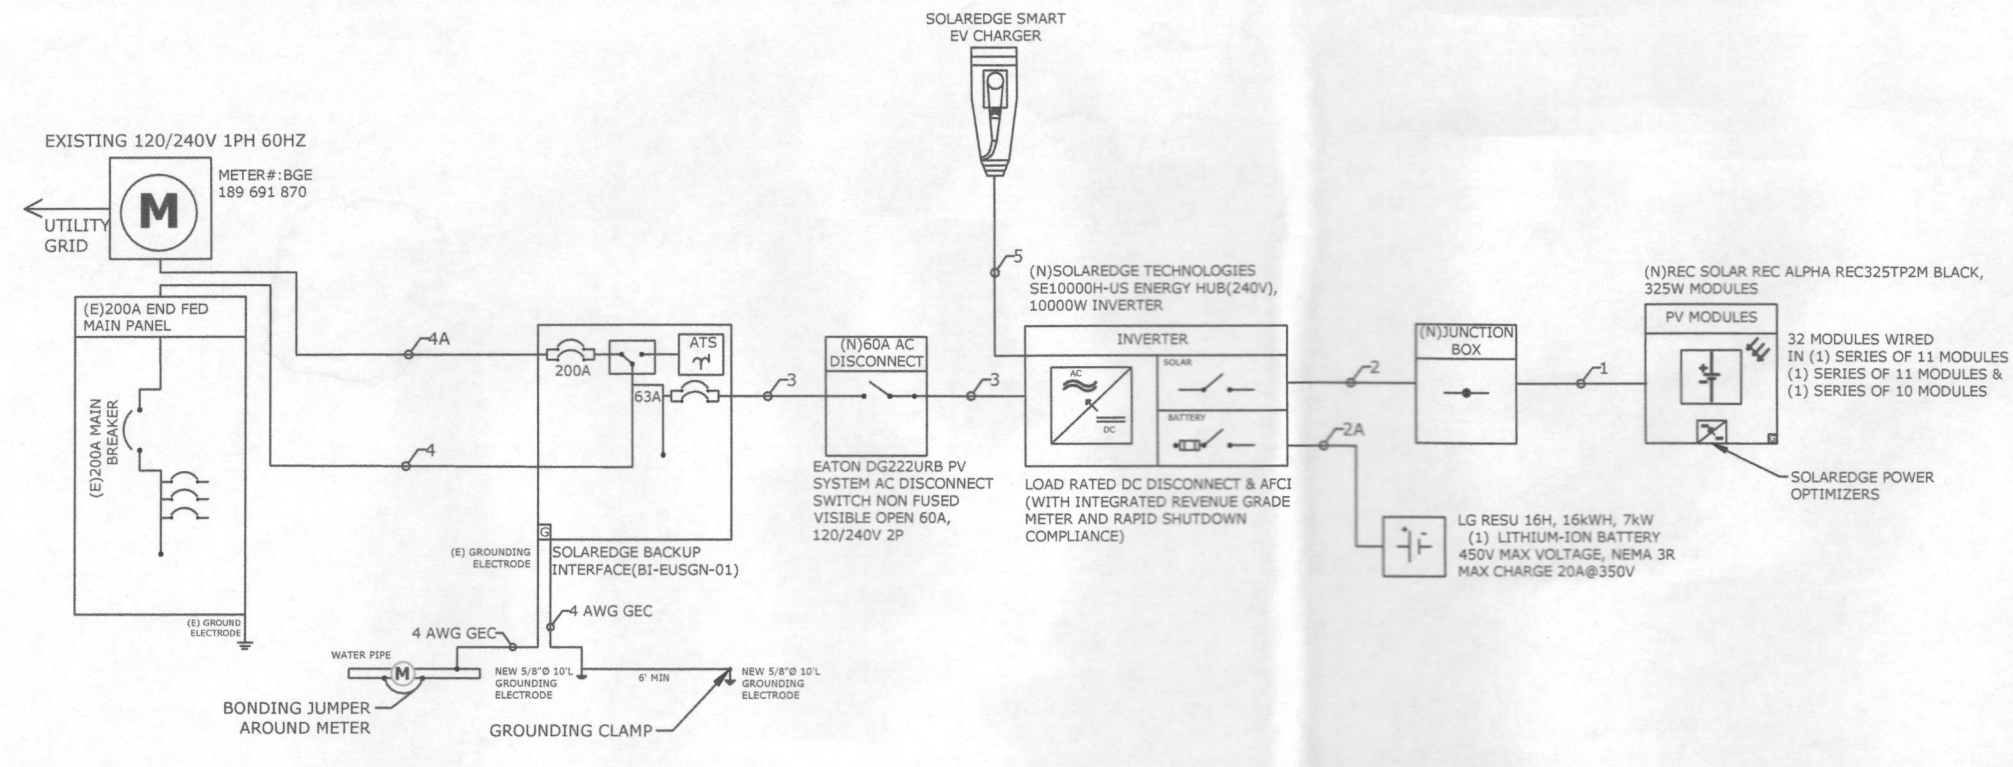 SOLAREDGE SMART
EV CHARGER
EXISTING 120/240V 1PH 60HZ
M
METER#:BGE
189 691 870
UTILITY
GRID
(E)200A END FED
MAIN PANEL
(E)200A MAIN
BREAKER
(E) GROUND
ELECTRODE
4A
4
200A
ATS
63A
G
SOLAREDGE BACKUP
INTERFACE(BI-EUSGN-01)
(E) GROUNDING
ELECTRODE
4 AWG GEC
4 AWG GEC
WATER PIPE
M
BONDING JUMPER
AROUND METER
NEW 5/8"Ø 10'L
GROUNDING
ELECTRODE
6' MIN
NEW 5/8"Ø 10'L
GROUNDING
ELECTRODE
GROUNDING CLAMP
3
(N)60A AC
DISCONNECT
EATON DG222URB PV
SYSTEM AC DISCONNECT
SWITCH NON FUSED
VISIBLE OPEN 60A,
120/240V 2P
3
5
(N)SOLAREDGE TECHNOLOGIES
SE10000H-US ENERGY HUB(240V),
10000W INVERTER
INVERTER
AC
DC
SOLAR
BATTERY
LOAD RATED DC DISCONNECT & AFCI
(WITH INTEGRATED REVENUE GRADE
METER AND RAPID SHUTDOWN
COMPLIANCE)
2
2A
(N)JUNCTION
BOX
1
LG RESU 16H, 16kWH, 7kW
(1) LITHIUM-ION BATTERY
450V MAX VOLTAGE, NEMA 3R
MAX CHARGE 20A@350V
(N)REC SOLAR REC ALPHA REC325TP2M BLACK,
325W MODULES
PV MODULES
G
32 MODULES WIRED
IN (1) SERIES OF 11 MODULES
(1) SERIES OF 11 MODULES &
(1) SERIES OF 10 MODULES
SOLAREDGE POWER
OPTIMIZERS